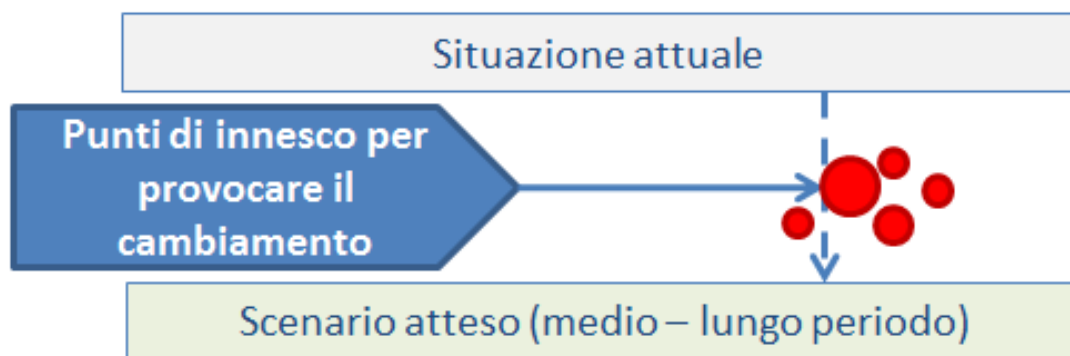 Situazione attuale
Punti di innesco per
provocare il
cambiamento
Scenario atteso (medio – lungo periodo)